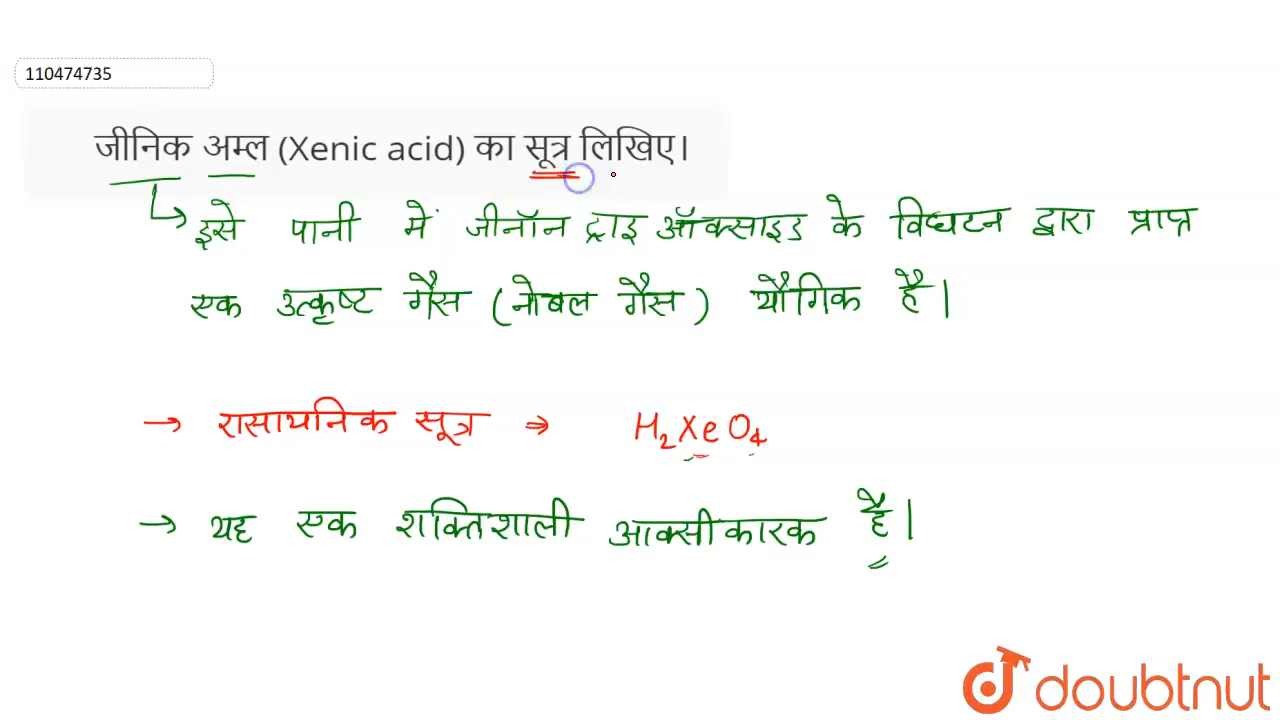 110474735
जीनिक अम्ल (Xenic acid) का सूत्र लिखिए।
इसे पानी में जीनॉन ट्राइ ऑक्साइड के विघटन द्वारा प्राप्त
एक उत्कृष्ट गैस (नोबल गैस) यौगिक है।
→ रासायनिक सूत्र ⇒ H₂XeO₄
→ यह एक शक्तिशाली आक्सीकारक है।
doubtnut